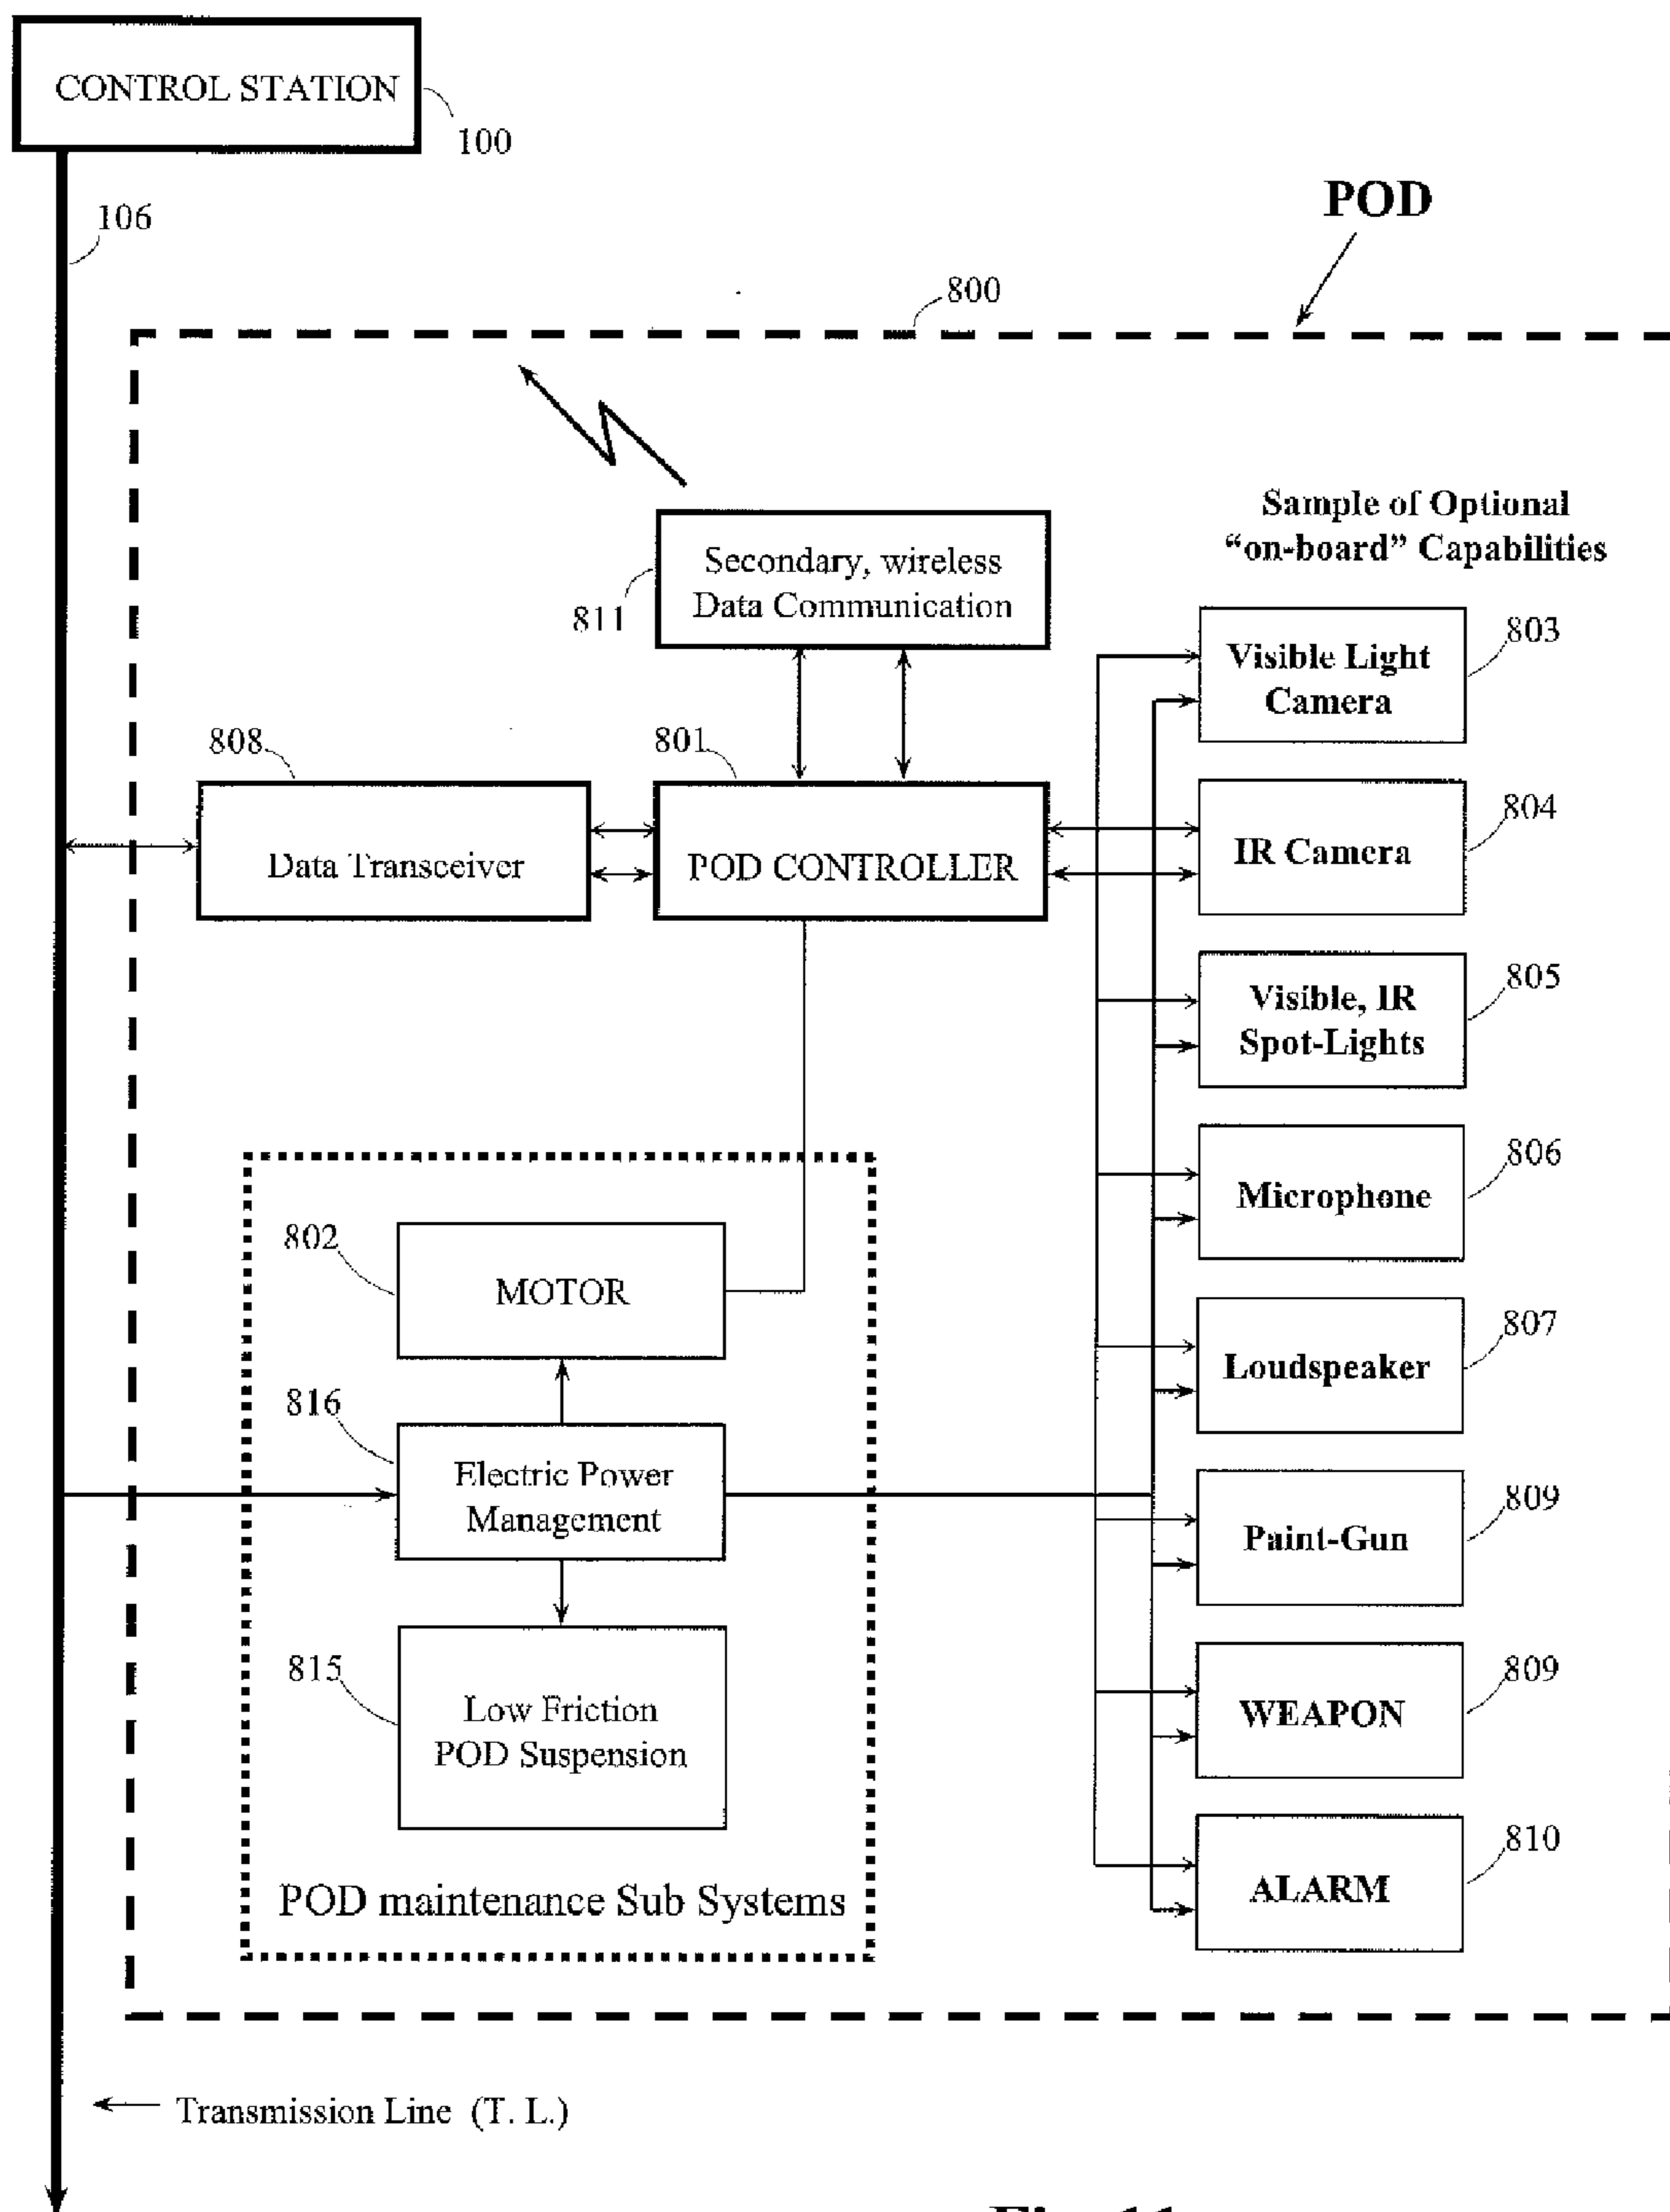 CONTROL STATION
100
106
POD
800
Sample of Optional
“on-board” Capabilities
Secondary, wireless
Data Communication
811
Visible Light
Camera
803
808
801
Data Transceiver
POD CONTROLLER
IR Camera
804
Visible, IR
Spot-Lights
805
Microphone
806
802
MOTOR
Loudspeaker
807
816
Electric Power
Management
Paint-Gun
809
815
Low Friction
POD Suspension
WEAPON
809
ALARM
810
POD maintenance Sub Systems
Transmission Line (T. L.)